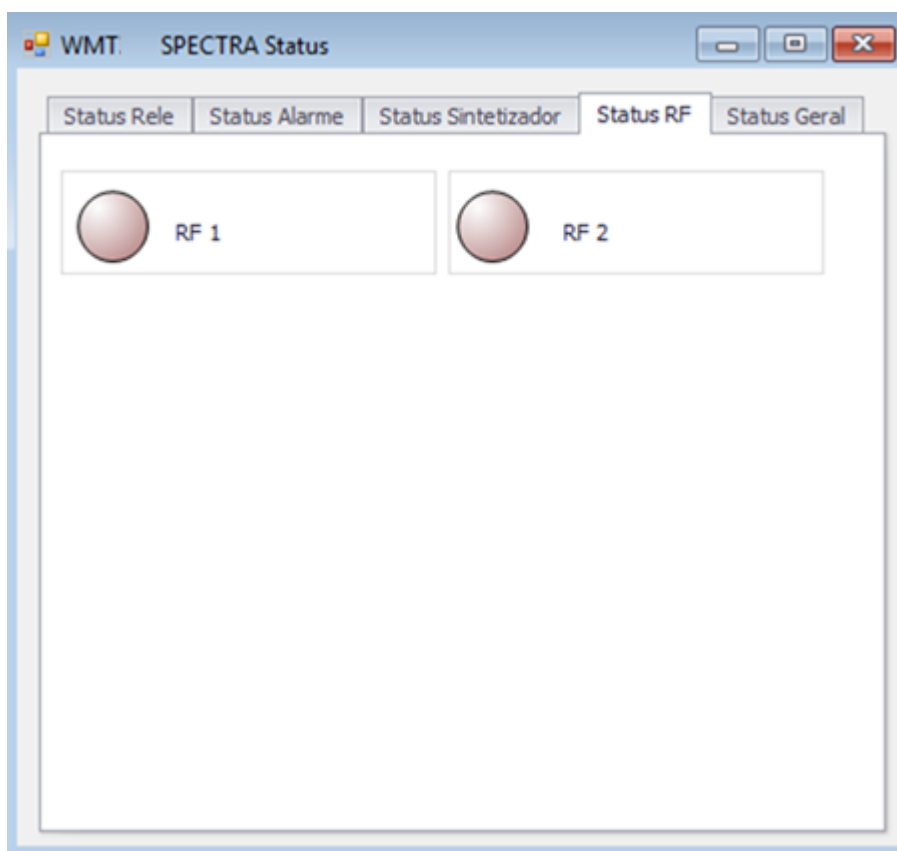 WMT SPECTRA Status
Status Rele Status Alarme Status Sintetizador Status RF Status Geral
RF 1 RF 2